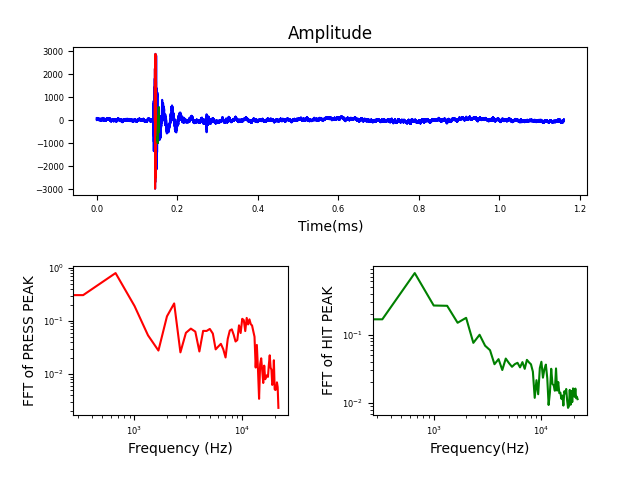 Amplitude
3000
2000
1000
0
−1000
−2000
−3000
0.0 0.2 0.4 0.6 0.8 1.0 1.2
Time(ms)
FFT of PRESS PEAK
10⁰
10⁻¹
10⁻²
10³ 10⁴
Frequency (Hz)
FFT of HIT PEAK
10⁻¹
10⁻²
10³ 10⁴
Frequency(Hz)